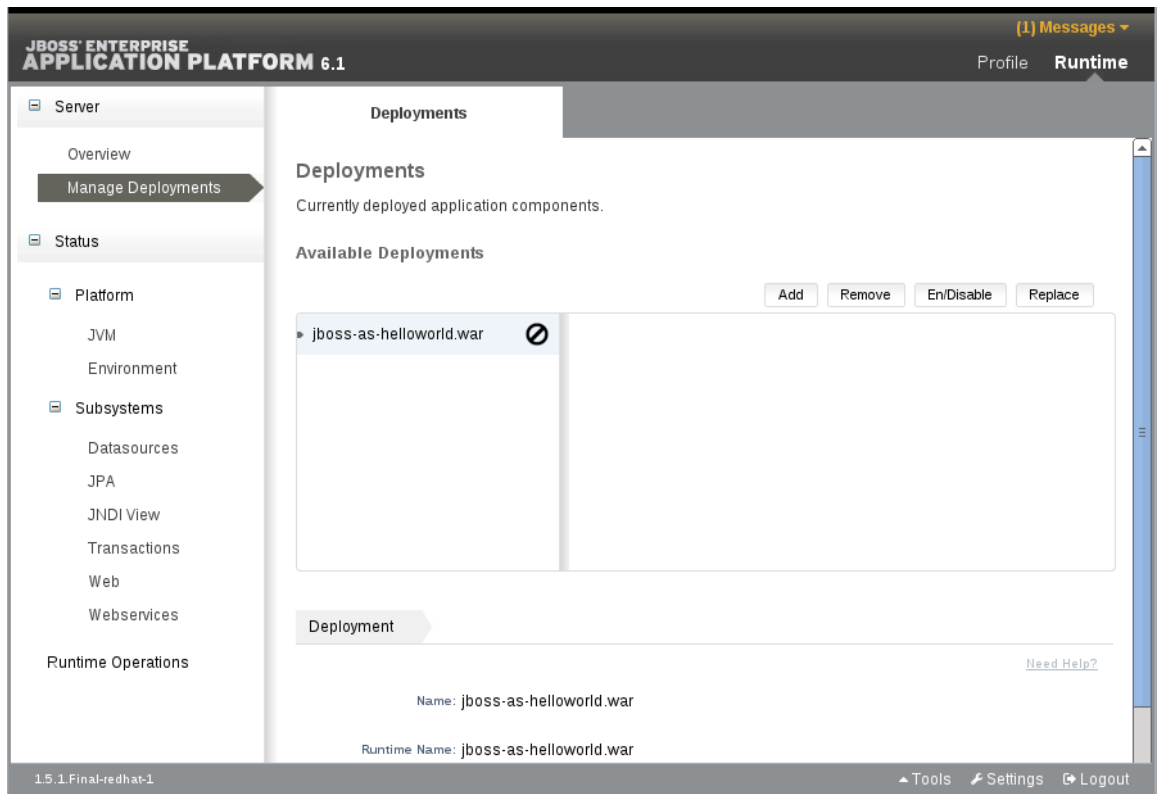 (1) Messages
JBOSS' ENTERPRISE
APPLICATION PLATFORM 6.1
Profile Runtime
Server
Overview
Manage Deployments
Status
Platform
JVM
Environment
Subsystems
Datasources
JPA
JNDI View
Transactions
Web
Webservices
Runtime Operations
Deployments
Deployments
Currently deployed application components.
Available Deployments
Add Remove En/Disable Replace
jboss-as-helloworld.war
Deployment
Need Help?
Name: jboss-as-helloworld.war
Runtime Name: jboss-as-helloworld.war
1.5.1.Final-redhat-1
Tools Settings Logout